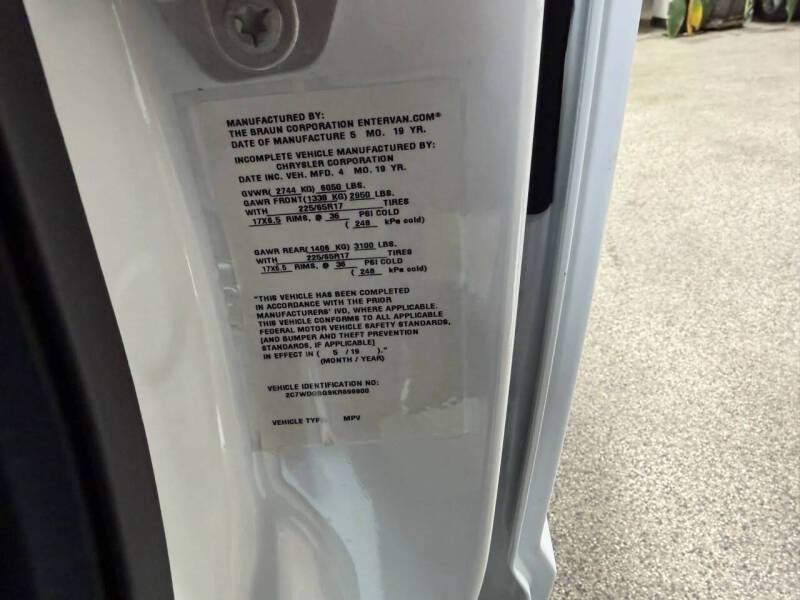 MANUFACTURED BY:
THE BRAUN CORPORATION ENTERVAN.COM®
DATE OF MANUFACTURE 5 MO. 19 YR.
INCOMPLETE VEHICLE MANUFACTURED BY:
CHRYSLER CORPORATION
DATE INC. VEH. MFD. 4 MO. 19 YR.
GVWR( 2744 KG) 6050 LBS.
GAWR FRONT(1338 KG) 2950 LBS.
WITH 225/65R17 TIRES
17X6.5 RIMS, @ 36 PSI COLD
( 248 kPa cold)
GAWR REAR( 1406 KG) 3100 LBS.
WITH 225/65R17 TIRES
17X6.5 RIMS, @ 36 PSI COLD
( 248 kPa cold)
"THIS VEHICLE HAS BEEN COMPLETED
IN ACCORDANCE WITH THE PRIOR
MANUFACTURERS' IVD, WHERE APPLICABLE.
THIS VEHICLE CONFORMS TO ALL APPLICABLE
FEDERAL MOTOR VEHICLE SAFETY STANDARDS,
[AND BUMPER AND THEFT PREVENTION
STANDARDS, IF APPLICABLE]
IN EFFECT IN ( 5 / 19 )."
(MONTH / YEAR)
VEHICLE IDENTIFICATION NO:
VEHICLE TYPE: MPV